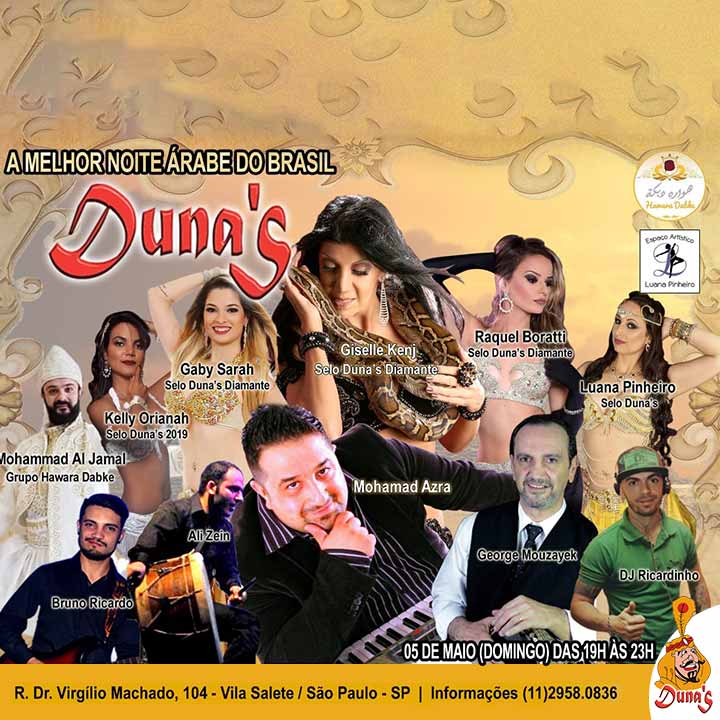 A MELHOR NOITE ÁRABE DO BRASIL
Duna's
هواره دبكة
Hawara Dabke
Espaço Artístico
Luana Pinheiro
Giselle Kenj
Selo Duna's Diamante
Raquel Boratti
Selo Duna's Diamante
Gaby Sarah
Selo Duna's Diamante
Luana Pinheiro
Selo Duna's
Kelly Orianah
Selo Duna's 2019
Mohammad Al Jamal
Grupo Hawara Dabke
Mohamad Azra
Ali Zein
George Mouzayek
DJ Ricardinho
Bruno Ricardo
05 DE MAIO (DOMINGO) DAS 19H ÀS 23H
R. Dr. Virgílio Machado, 104 - Vila Salete / São Paulo - SP | Informações (11)2958.0836
Duna's